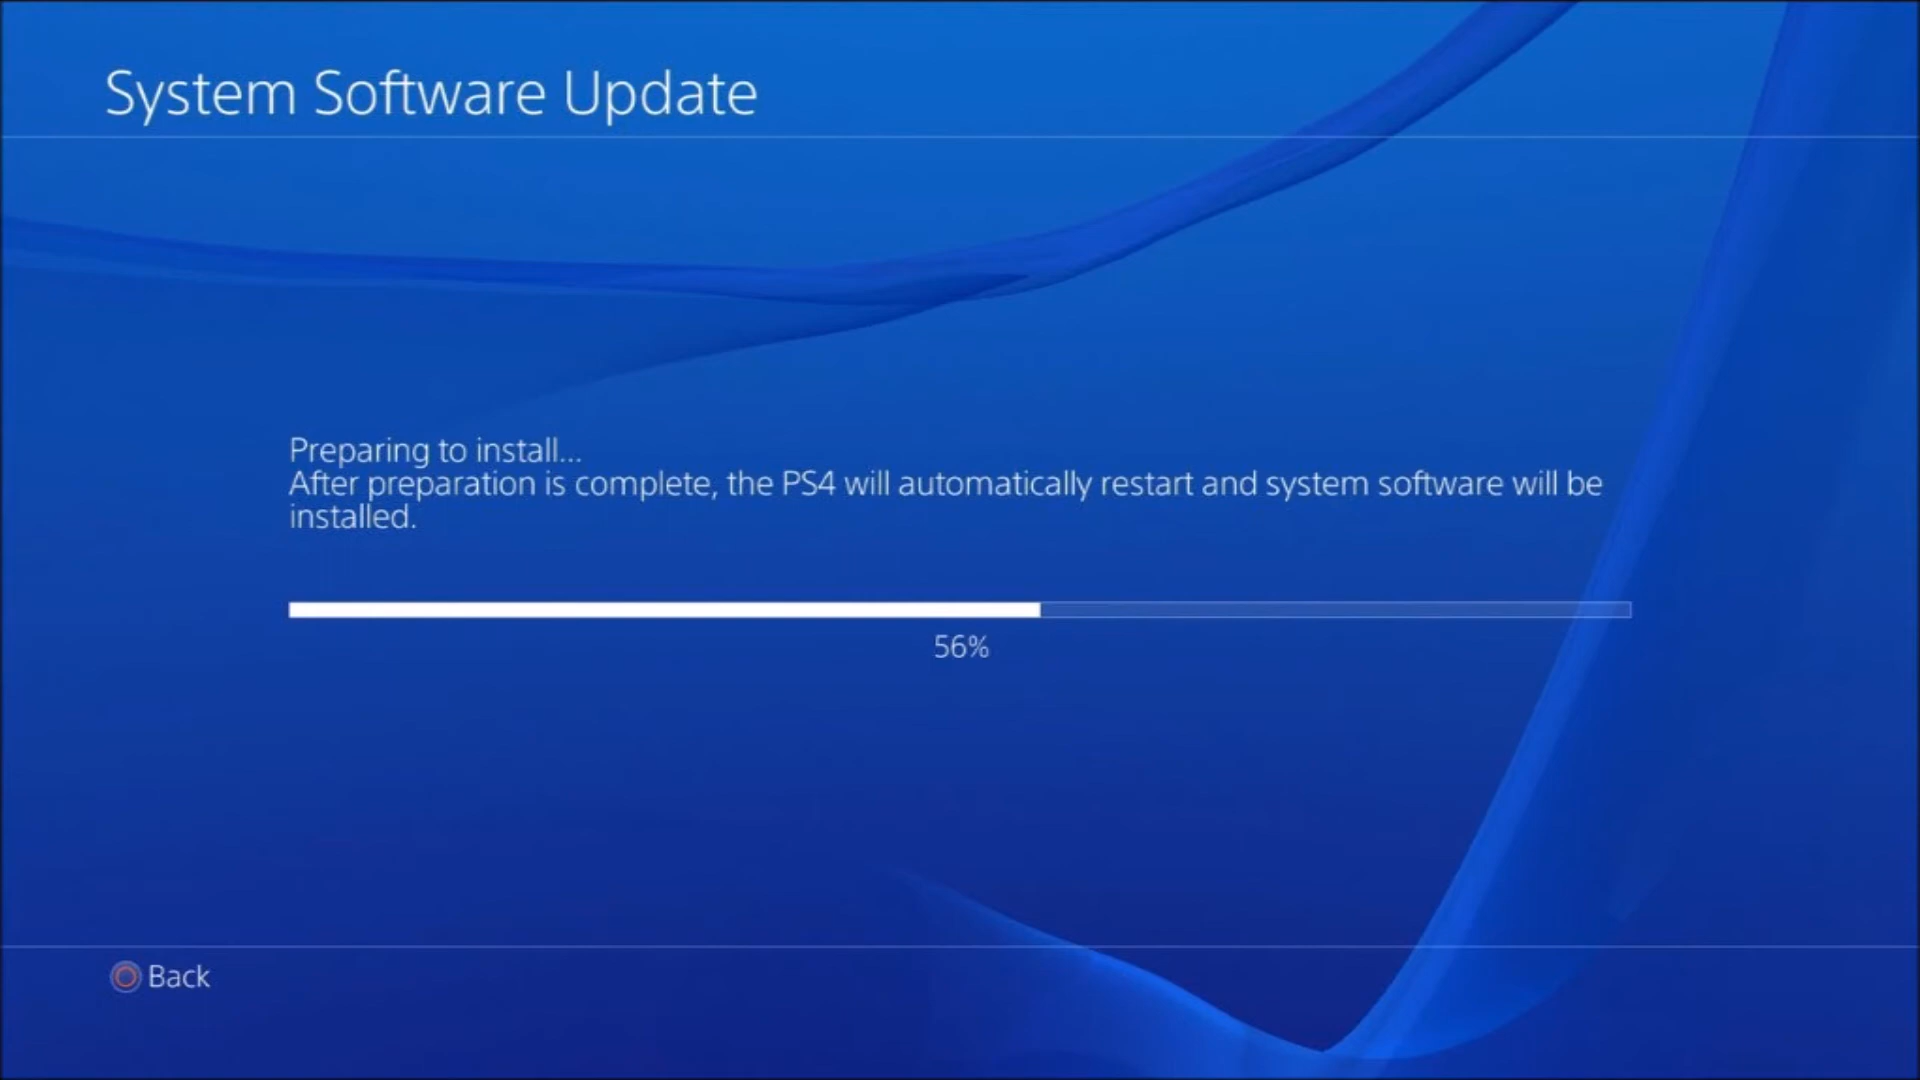 System Software Update
Preparing to install...
After preparation is complete, the PS4 will automatically restart and system software will be
installed.
56%
Back